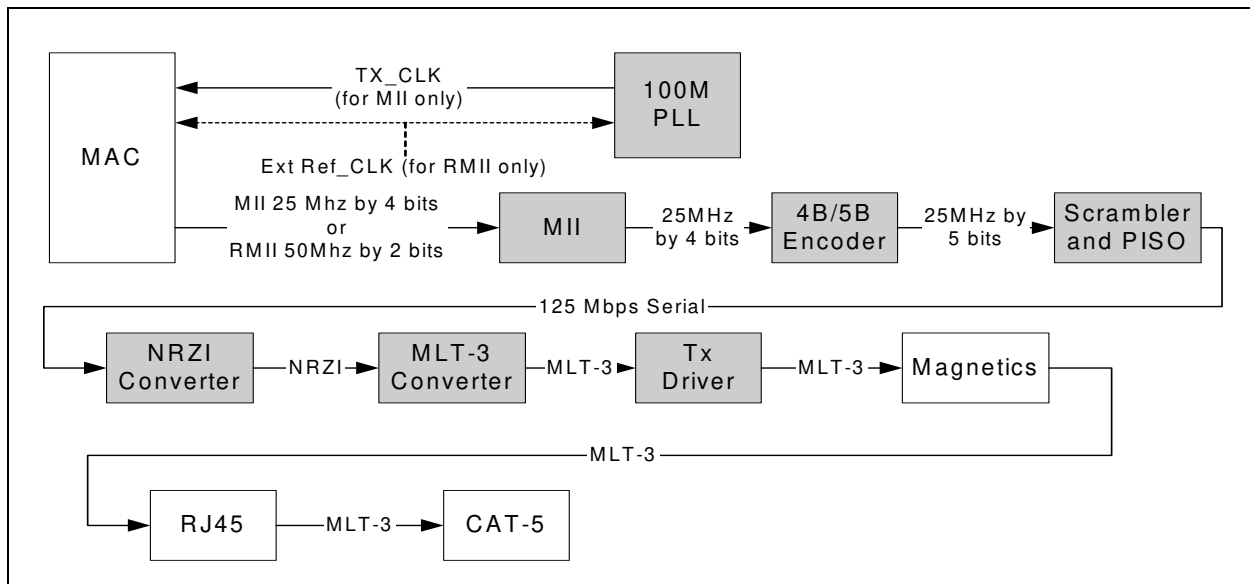 MAC
TX_CLK
(for MII only)
100M
PLL
Ext Ref_CLK (for RMII only)
MII 25 Mhz by 4 bits
or
RMII 50Mhz by 2 bits
MII
25MHz
by 4 bits
4B/5B
Encoder
25MHz by
5 bits
Scrambler
and PISO
125 Mbps Serial
NRZI
Converter
NRZI
MLT-3
Converter
MLT-3
Tx
Driver
MLT-3
Magnetics
MLT-3
RJ45
MLT-3
CAT-5